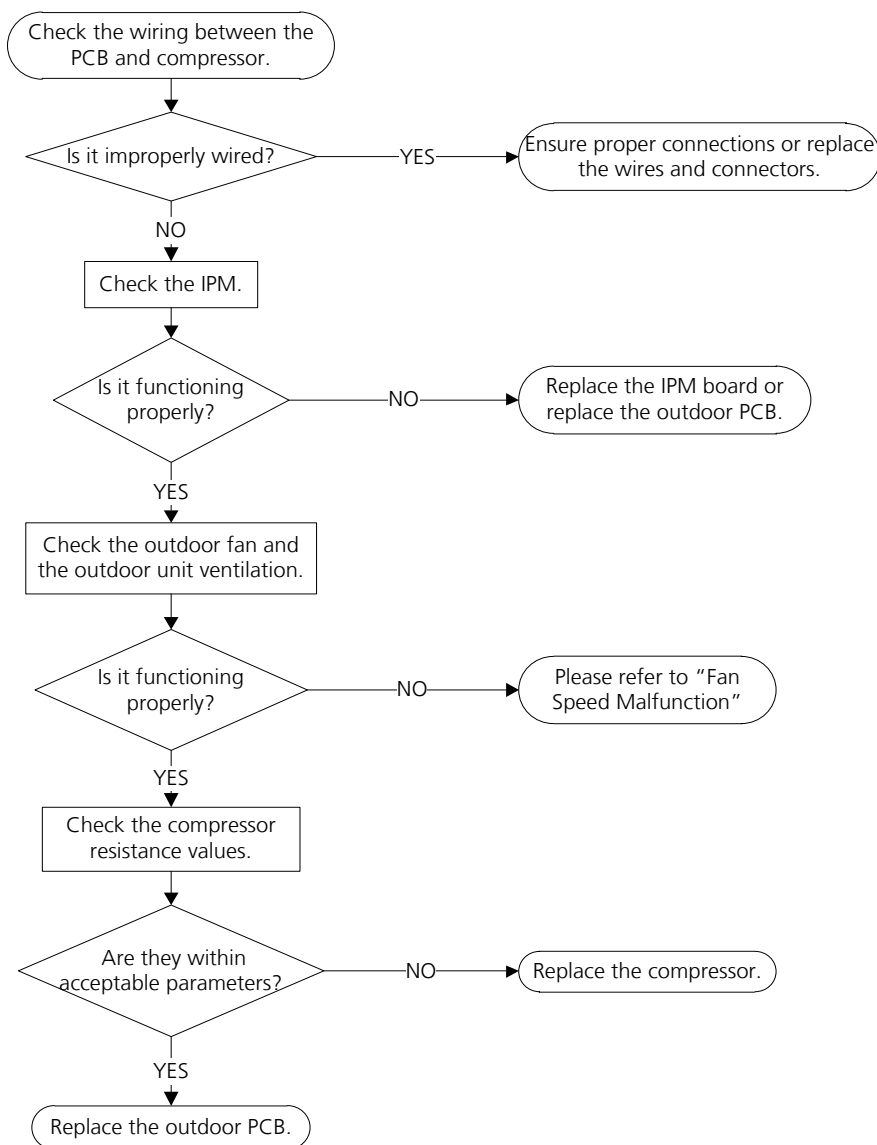 Check the wiring between the
PCB and compressor.
Is it improperly wired?
YES
Ensure proper connections or replace
the wires and connectors.
NO
Check the IPM.
Is it functioning
properly?
NO
Replace the IPM board or
replace the outdoor PCB.
YES
Check the outdoor fan and
the outdoor unit ventilation.
Is it functioning
properly?
NO
Please refer to “Fan
Speed Malfunction”
YES
Check the compressor
resistance values.
Are they within
acceptable parameters?
NO
Replace the compressor.
YES
Replace the outdoor PCB.